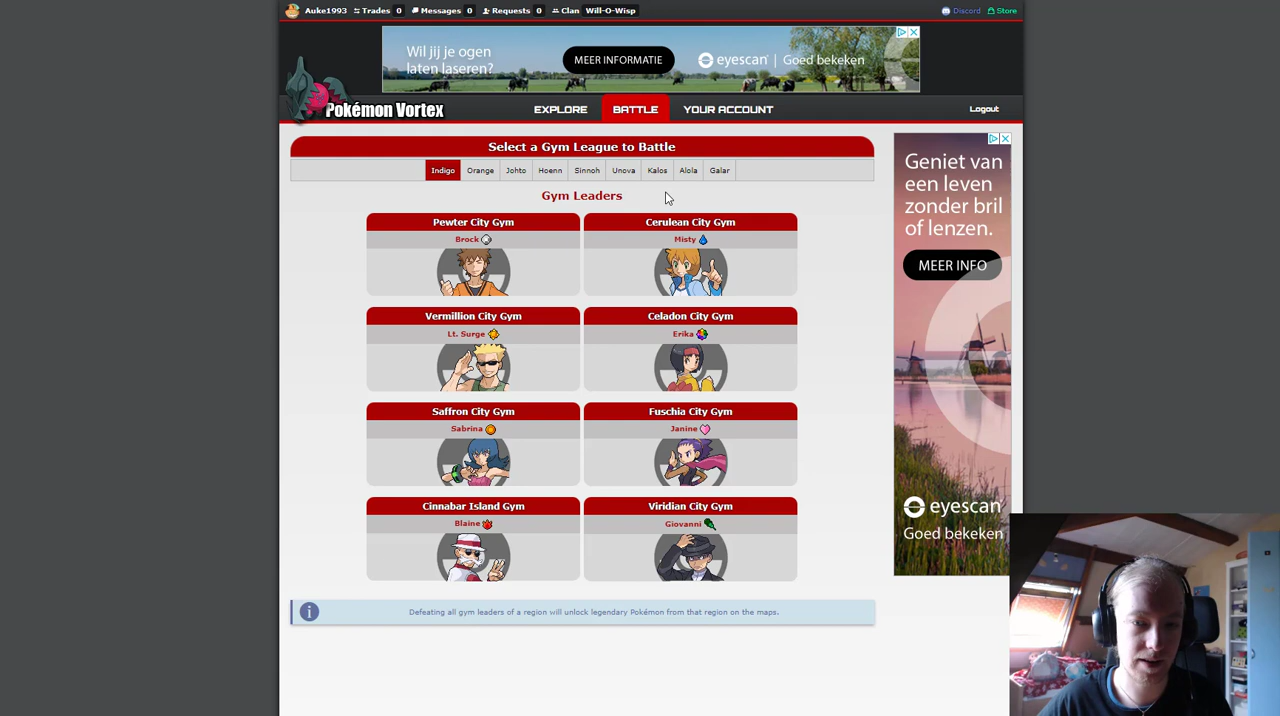 Auke1993 Trades 0 Messages 0 Requests 0 Clan Will-O-Wisp Discord Store
Wil jij je ogen
laten laseren?
MEER INFORMATIE
eyescan | Goed bekeken
Pokémon Vortex
EXPLORE BATTLE YOUR ACCOUNT Logout
Select a Gym League to Battle
Indigo Orange Johto Hoenn Sinnoh Unova Kalos Alola Galar
Gym Leaders
Pewter City Gym
Brock
Cerulean City Gym
Misty
Vermillion City Gym
Lt. Surge
Celadon City Gym
Erika
Saffron City Gym
Sabrina
Fuschia City Gym
Janine
Cinnabar Island Gym
Blaine
Viridian City Gym
Giovanni
Defeating all gym leaders of a region will unlock legendary Pokémon from that region on the maps.
Geniet van
een leven
zonder bril
of lenzen.
MEER INFO
eyescan
Goed bekeken